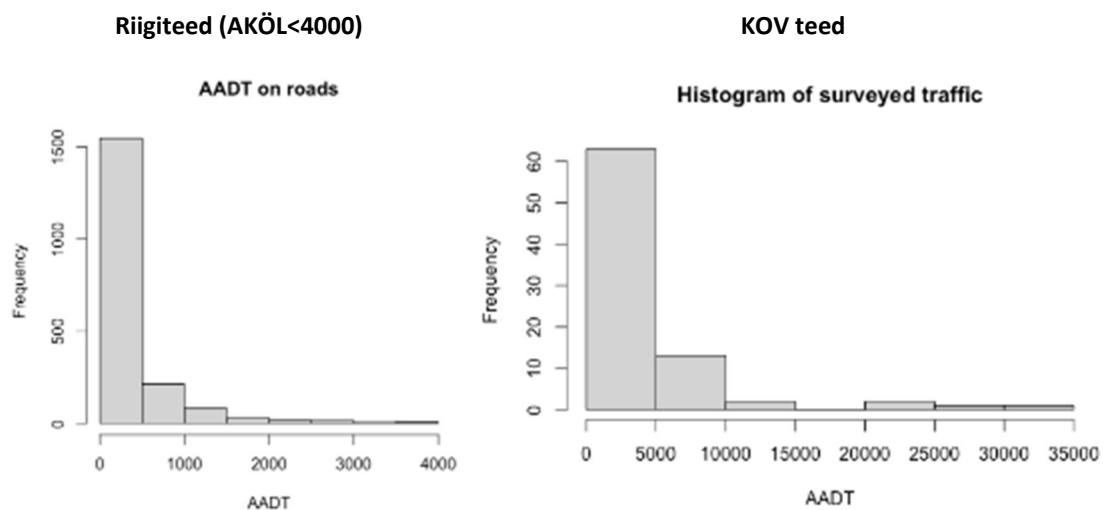 Riigiteed (AKÖL<4000)
KOV teed
AADT on roads
Frequency
1500
1000
500
0
0 1000 2000 3000 4000
AADT
Histogram of surveyed traffic
Frequency
60
50
40
30
20
10
0
0 5000 10000 15000 20000 25000 30000 35000
AADT